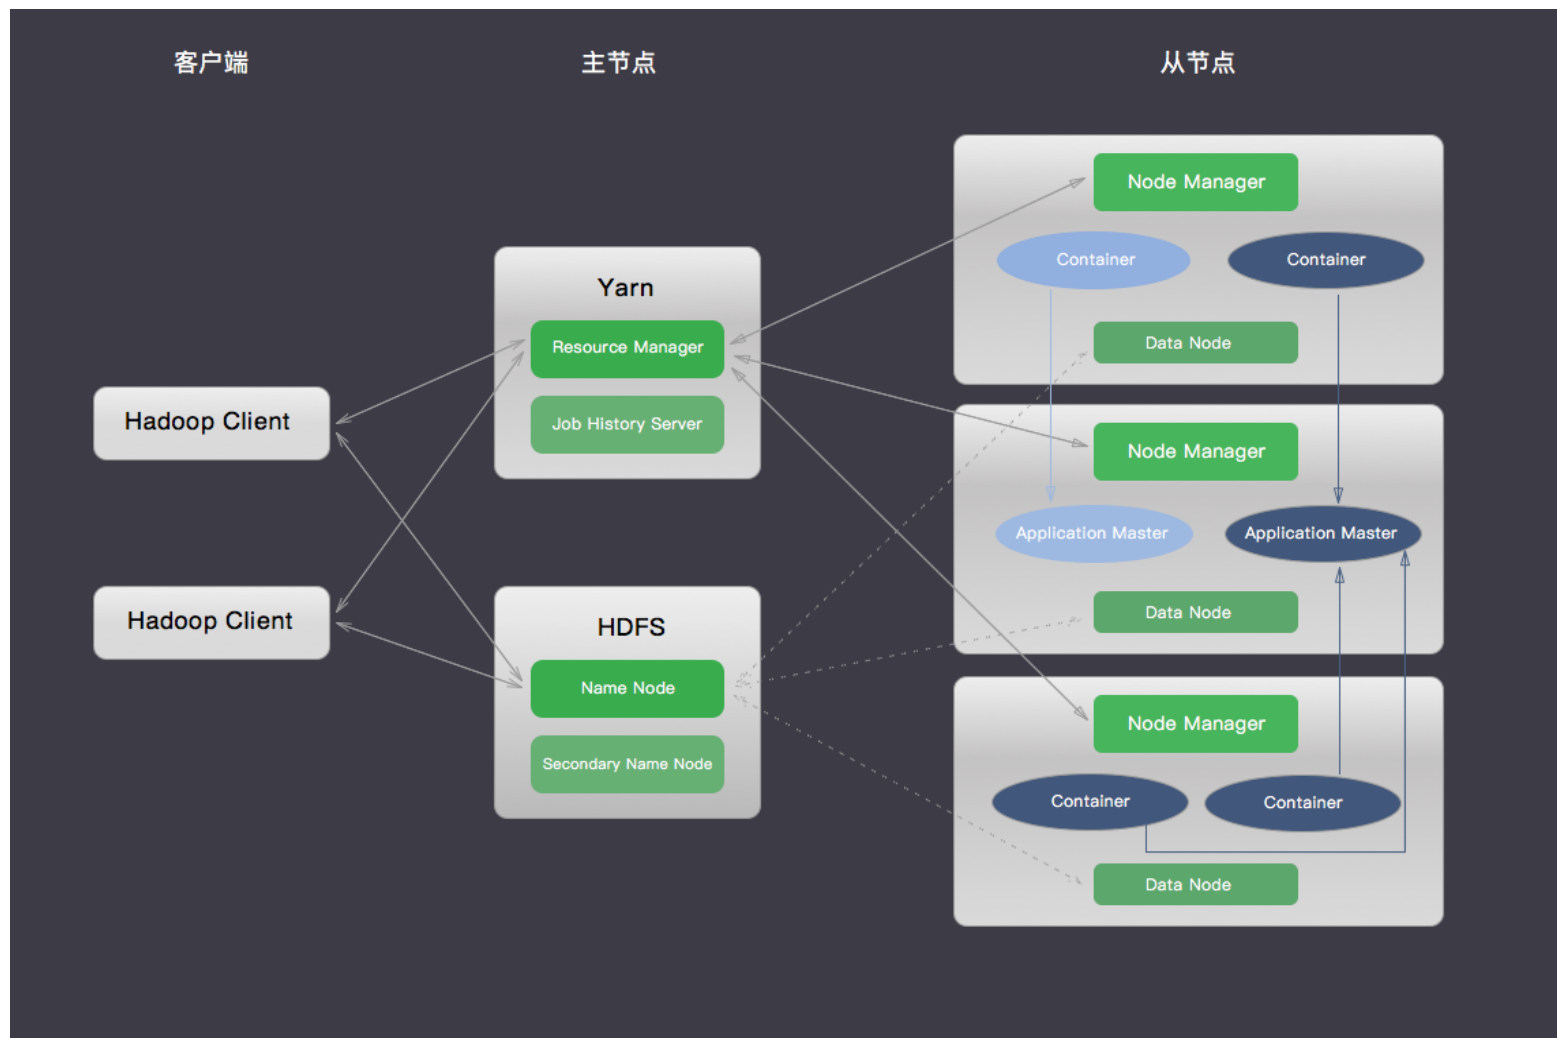 客户端
主节点
从节点
Hadoop Client
Hadoop Client
Yarn
Resource Manager
Job History Server
HDFS
Name Node
Secondary Name Node
Node Manager
Container
Container
Data Node
Node Manager
Application Master
Application Master
Data Node
Node Manager
Container
Container
Data Node